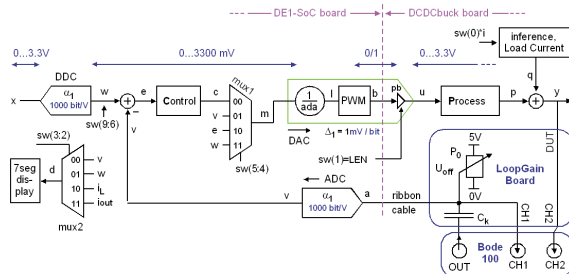 DE1-SoC board
DCDCbuck board
sw(0)*i
inference,
Load Current
0...3.3V
0...3300 mV
0/1
0...3.3V
DDC
mux1
q
x
α1
1000 bit/V
w
e
Control
c
00
01
10
11
v
e
w
m
1
ada
l
PWM
b
pb
u
Process
p
y
sw(9:6)
v
DAC
Δ1 = 1mV / bit
sw(5:4)
sw(1)=LEN
DUT
sw(3:2)
7seg
dis-
play
d
00
01
10
11
v
w
iL
iout
mux2
ADC
v
α1
1000 bit/V
a
ribbon
cable
5V
P0
Uoff
0V
LoopGain
Board
Ck
CH1
CH2
Bode
100
OUT
CH1
CH2